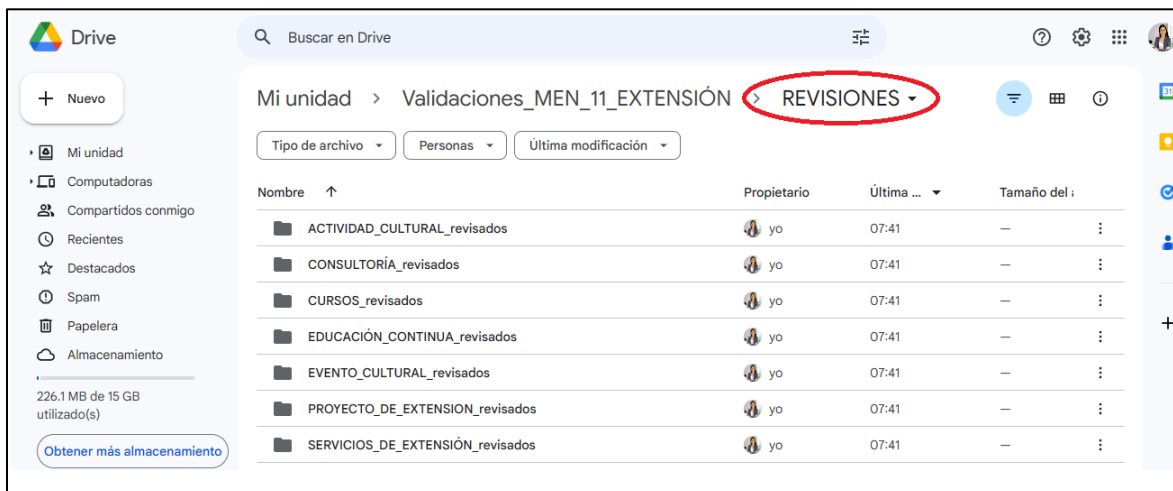 Drive
Buscar en Drive
Nuevo
Mi unidad > Validaciones_MEN_11_EXTENSIÓN > REVISIONES
Tipo de archivo
Personas
Última modificación
Mi unidad
Computadoras
Compartidos conmigo
Recientes
Destacados
Spam
Papelera
Almacenamiento
226.1 MB de 15 GB
utilizado(s)
Obtener más almacenamiento
Nombre Propietario Última ... Tamaño del
ACTIVIDAD_CULTURAL_revisados yo 07:41 —
CONSULTORÍA_revisados yo 07:41 —
CURSOS_revisados yo 07:41 —
EDUCACIÓN_CONTINUA_revisados yo 07:41 —
EVENTO_CULTURAL_revisados yo 07:41 —
PROYECTO_DE_EXTENSION_revisados yo 07:41 —
SERVICIOS_DE_EXTENSIÓN_revisados yo 07:41 —
31